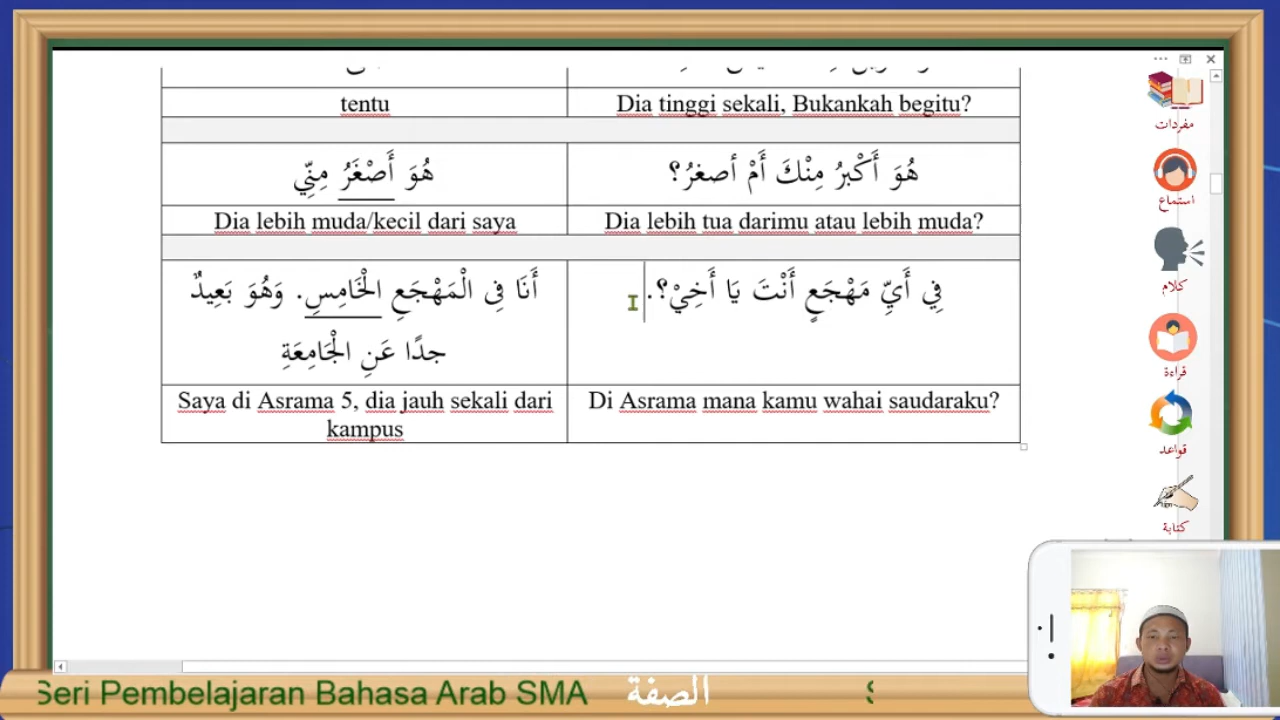 tentu
Dia tinggi sekali, Bukankah begitu?
هُوَ أَصْغَرُ مِنِّي
هُوَ أَكْبرُ مِنْكَ أَمْ أصغرُ؟
Dia lebih muda/kecil dari saya
Dia lebih tua darimu atau lebih muda?
أَنَا فِى الْمَهْجَعِ الْخَامِسِ. وَهُوَ بَعِيدٌ
جدًا عَنِ الْجَامِعَةِ
فِي أَيِّ مَهْجَعٍ أَنْتَ يَا أَخِيْ؟.
Saya di Asrama 5, dia jauh sekali dari
kampus
Di Asrama mana kamu wahai saudaraku?
مفردات
استماع
كلام
قراءة
قواعد
كتابة
Seri Pembelajaran Bahasa Arab SMA الصفة